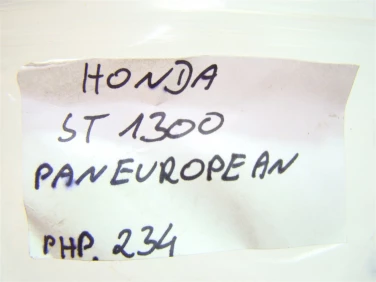 HONDA
ST 1300
PANEUROPEAN
PHP. 234